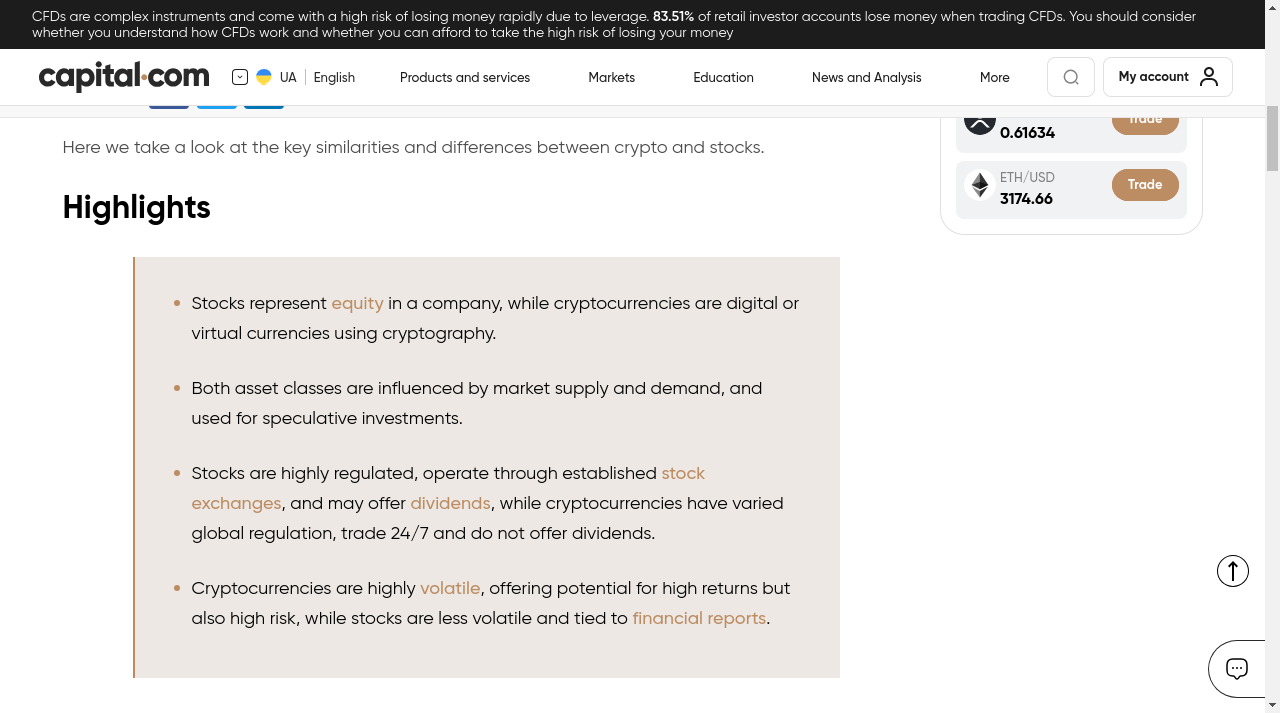 CFDs are complex instruments and come with a high risk of losing money rapidly due to leverage. 83.51% of retail investor accounts lose money when trading CFDs. You should consider
whether you understand how CFDs work and whether you can afford to take the high risk of losing your money
capital.com
UA
English
Products and services
Markets
Education
News and Analysis
More
My account
Here we take a look at the key similarities and differences between crypto and stocks.
Highlights
Stocks represent equity in a company, while cryptocurrencies are digital or
virtual currencies using cryptography.
Both asset classes are influenced by market supply and demand, and
used for speculative investments.
Stocks are highly regulated, operate through established stock
exchanges, and may offer dividends, while cryptocurrencies have varied
global regulation, trade 24/7 and do not offer dividends.
Cryptocurrencies are highly volatile, offering potential for high returns but
also high risk, while stocks are less volatile and tied to financial reports.
0.61634
Trade
ETH/USD
3174.66
Trade